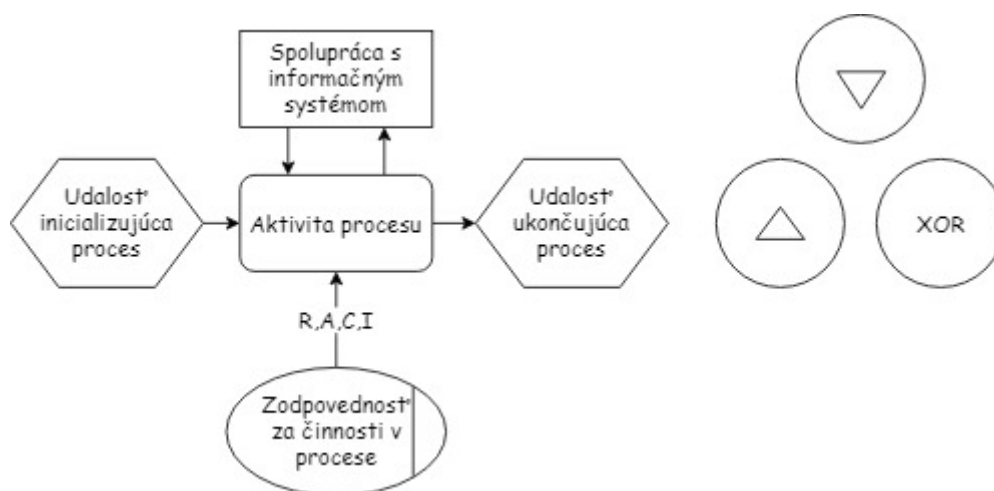 Spolupráca s
informačným
systémom
Udalosť
inicializujúca
proces
Aktivita procesu
Udalosť
ukončujúca
proces
XOR
R,A,C,I
Zodpovednosť
za činnosti v
procese